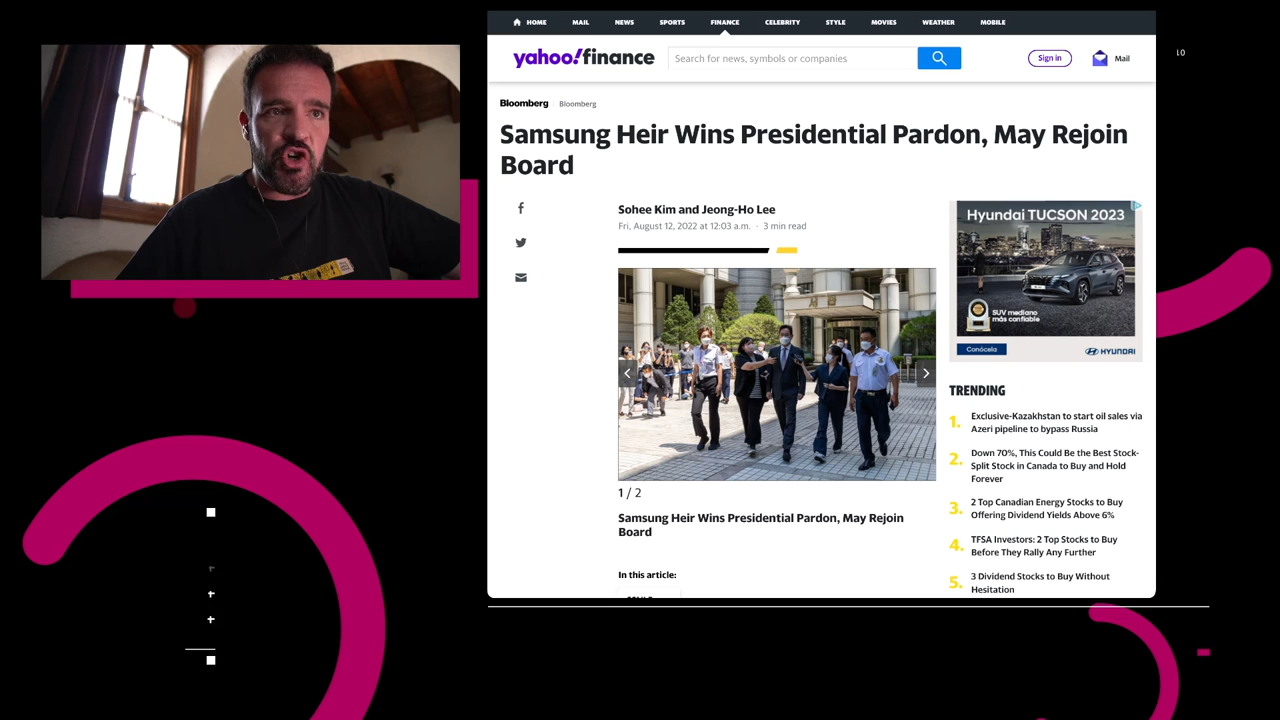 HOME MAIL NEWS SPORTS FINANCE CELEBRITY STYLE MOVIES WEATHER MOBILE
yahoo!finance
Search for news, symbols or companies
Sign in
Mail
10
Bloomberg Bloomberg
Samsung Heir Wins Presidential Pardon, May Rejoin
Board
Sohee Kim and Jeong-Ho Lee
Fri, August 12, 2022 at 12:03 a.m. · 3 min read
1 / 2
Samsung Heir Wins Presidential Pardon, May Rejoin
Board
In this article:
Hyundai TUCSON 2023
SUV mediano
más confiable
Conócela
HYUNDAI
TRENDING
1. Exclusive-Kazakhstan to start oil sales via
Azeri pipeline to bypass Russia
2. Down 70%, This Could Be the Best Stock-
Split Stock in Canada to Buy and Hold
Forever
3. 2 Top Canadian Energy Stocks to Buy
Offering Dividend Yields Above 6%
4. TFSA Investors: 2 Top Stocks to Buy
Before They Rally Any Further
5. 3 Dividend Stocks to Buy Without
Hesitation